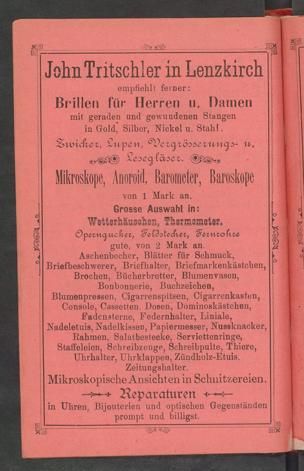 John Tritschler in Lenzkirch
empfiehlt ferner:
Brillen für Herren u. Damen
mit geraden und gewundenen Stangen
in Gold, Silber, Nickel u. Stahl.
Zwicker, Lupen, Vergrösserungs- u.
Lesegläser.
Mikroskope, Anoroid, Barometer, Baroskope
von 1 Mark an.
Grosse Auswahl in:
Wetterhäuschen, Thermometer.
Operngucker, Feldstecher, Fernrohre
gute, von 2 Mark an.
Aschenbecher, Blätter für Schmuck,
Briefbeschwerer, Briefhalter, Briefmarkenkästchen,
Brochen, Bücherbretter, Blumenvason,
Bonbonnerie, Buchzeichen,
Blumenpressen, Cigarrenspitzen, Cigarrenkasten,
Console, Cassetten, Dosen, Dominoskästchen,
Fadensterne, Federnhalter, Liniale,
Nadeletuis, Nadelkissen, Papiermesser, Nussknacker,
Rahmen, Salatbestecke, Serviettenringe,
Staffeleien, Schreibzeuge, Schreibpulte, Thiere,
Uhrhalter, Uhrklappen, Zündholz-Etuis.
Zeitungshalter.
Mikroskopische Ansichten in Schnitzereien.
Reparaturen
in Uhren, Bijouterien und optischen Gegenständen
prompt und billigst.